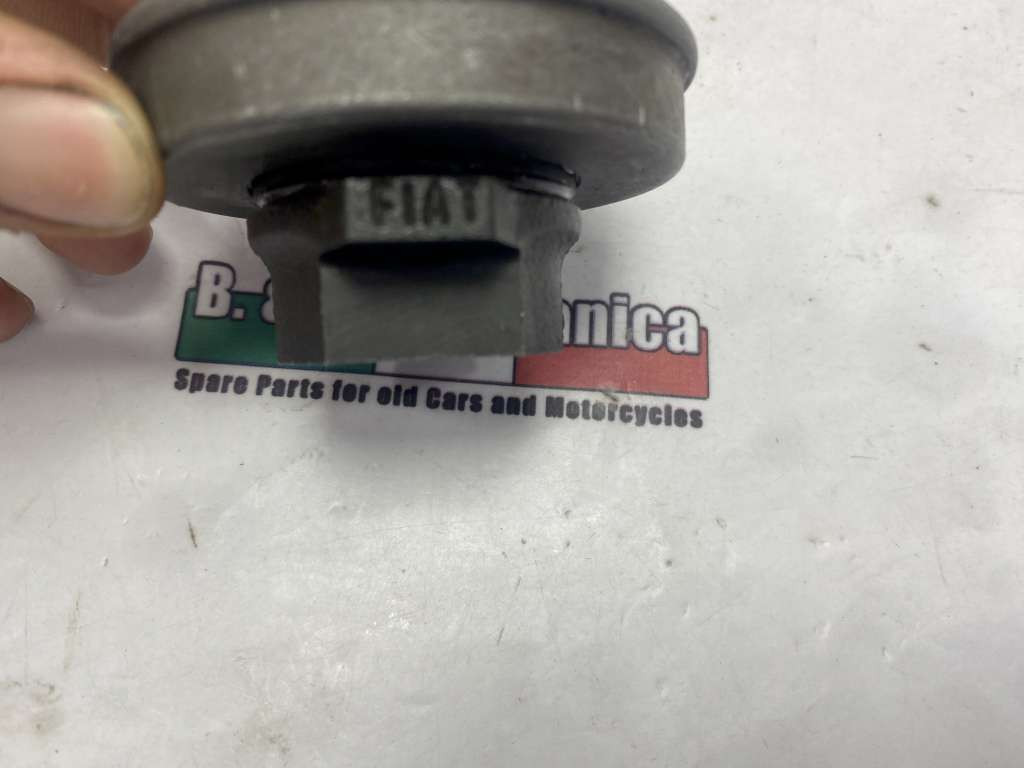 FIAT
B. & anica
Spare Parts for old Cars and Motorcycles